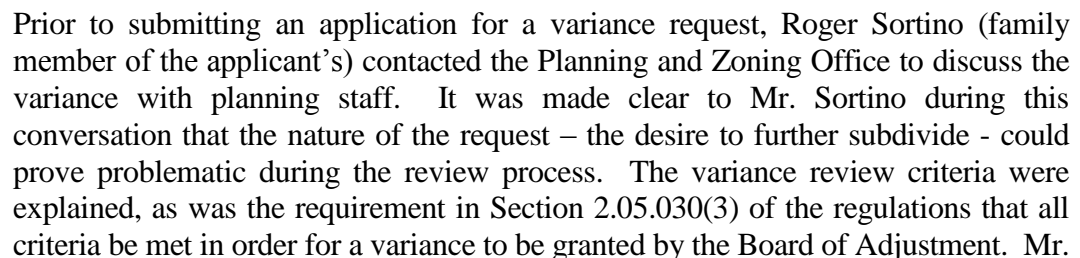 Prior to submitting an application for a variance request, Roger Sortino (family
member of the applicant's) contacted the Planning and Zoning Office to discuss the
variance with planning staff. It was made clear to Mr. Sortino during this
conversation that the nature of the request – the desire to further subdivide - could
prove problematic during the review process. The variance review criteria were
explained, as was the requirement in Section 2.05.030(3) of the regulations that all
criteria be met in order for a variance to be granted by the Board of Adjustment. Mr.